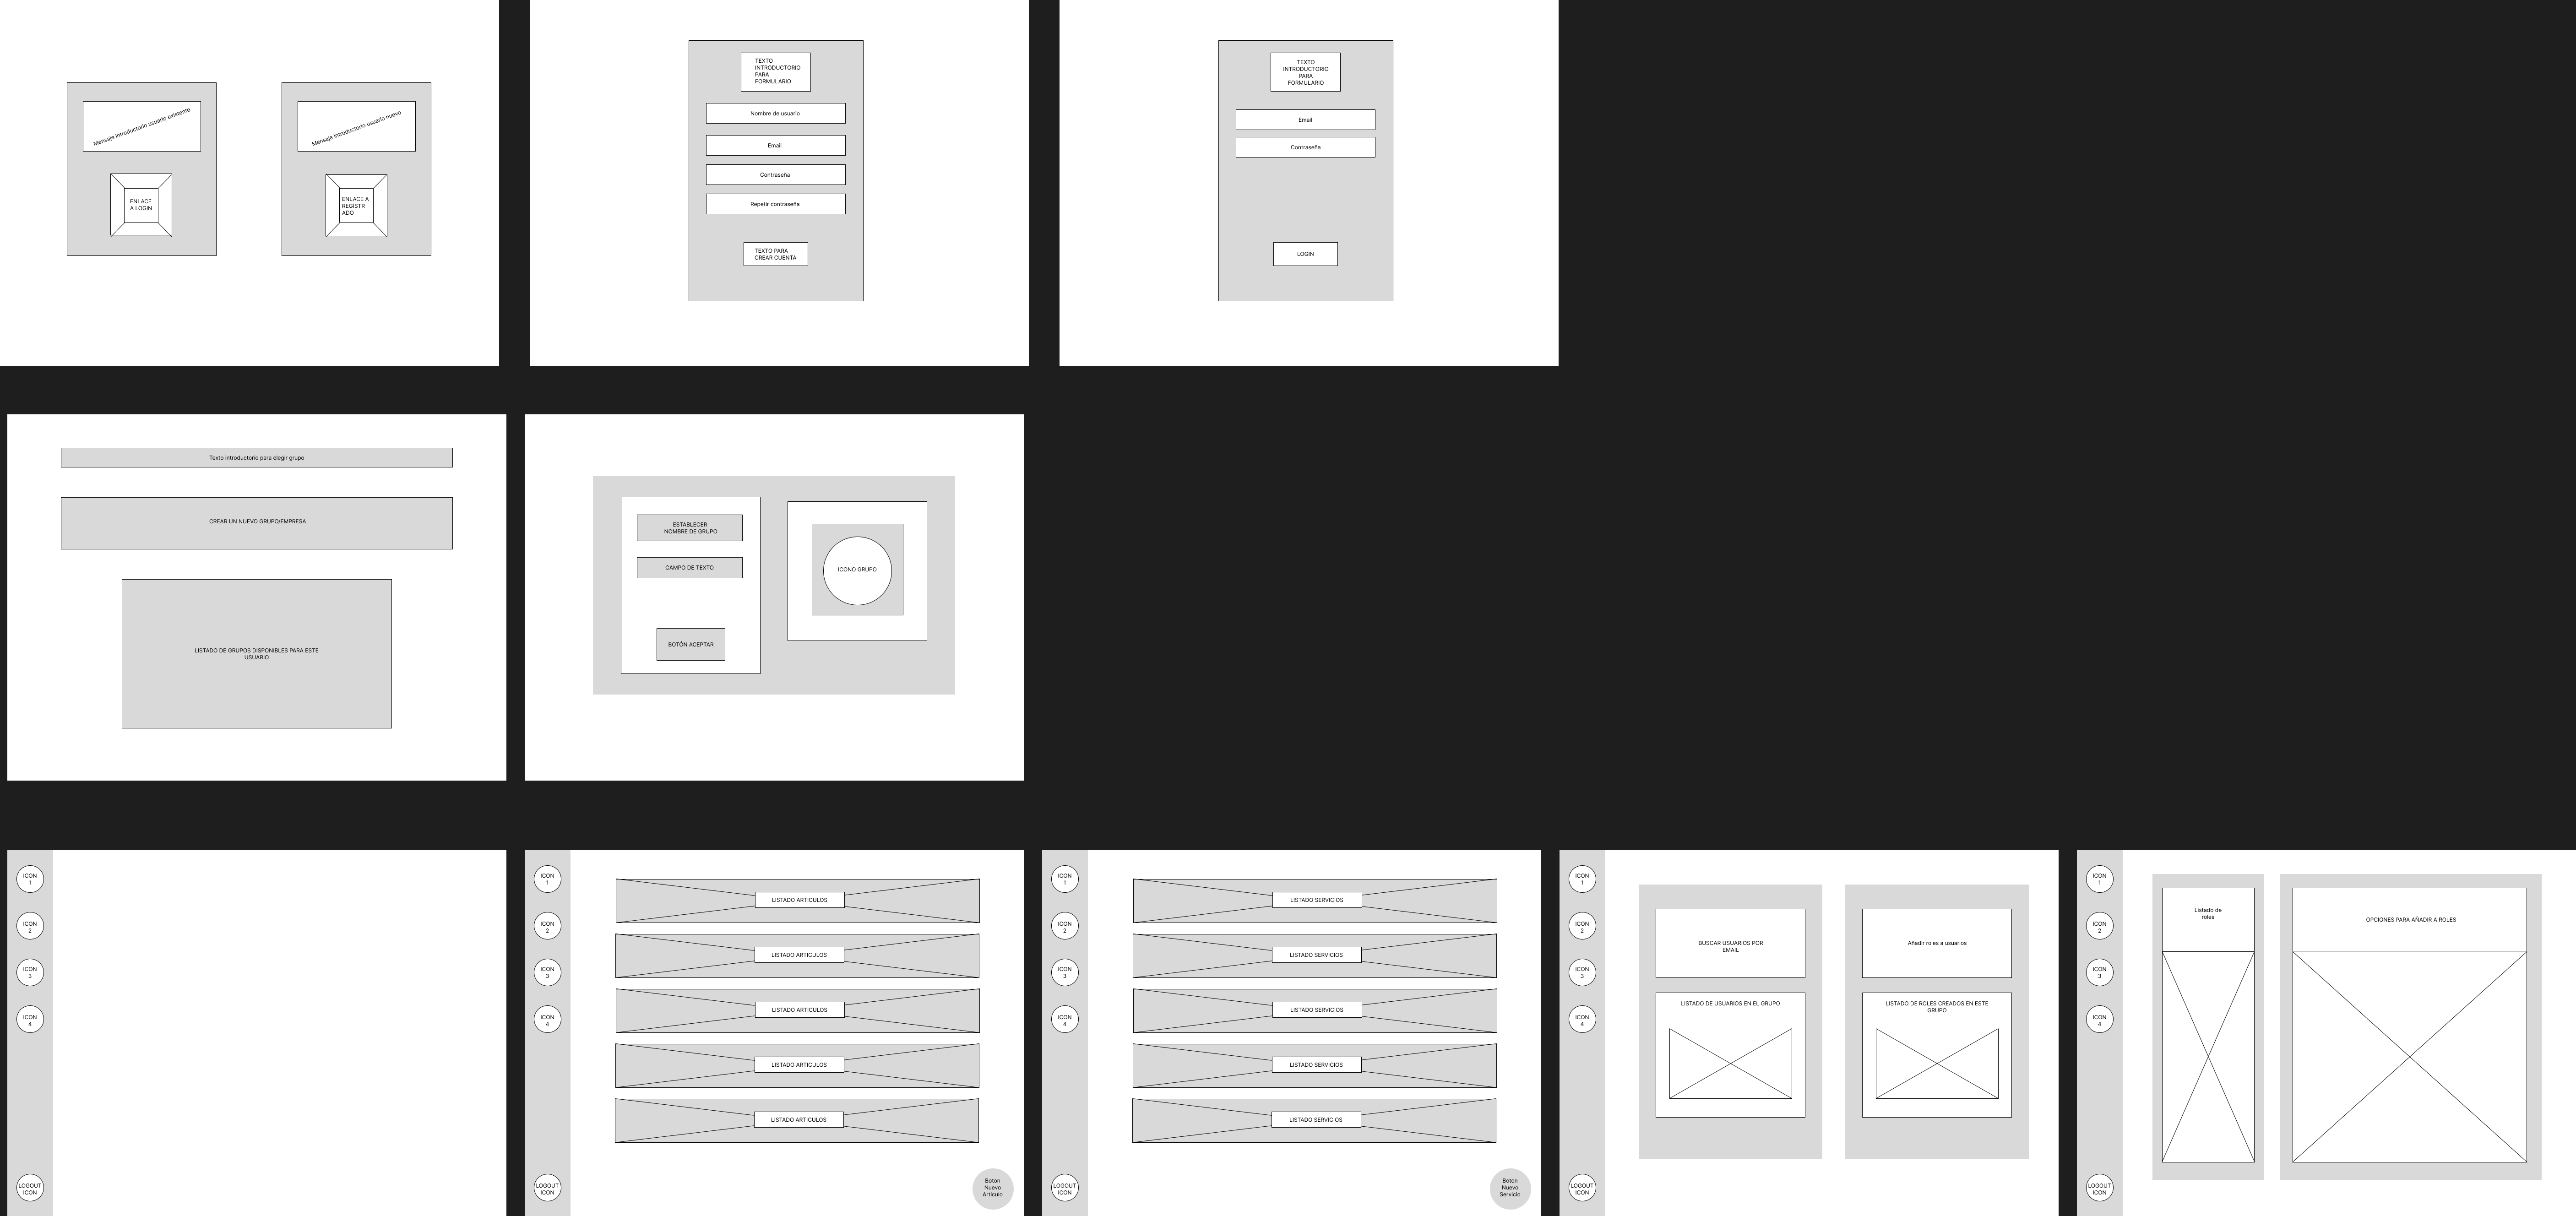 Mensaje introductorio usuario existente
ENLACE
A LOGIN
Mensaje introductorio usuario nuevo
ENLACE A
REGISTR
ADO
TEXTO
INTRODUCTORIO
PARA
FORMULARIO
Nombre de usuario
Email
Contraseña
Repetir contraseña
TEXTO PARA
CREAR CUENTA
TEXTO
INTRODUCTORIO
PARA
FORMULARIO
Email
Contraseña
LOGIN
Texto introductorio para elegir grupo
CREAR UN NUEVO GRUPO/EMPRESA
LISTADO DE GRUPOS DISPONIBLES PARA ESTE
USUARIO
ESTABLECER
NOMBRE DE GRUPO
CAMPO DE TEXTO
BOTÓN ACEPTAR
ICONO GRUPO
ICON
1
ICON
2
ICON
3
ICON
4
LOGOUT
ICON
ICON
1
ICON
2
ICON
3
ICON
4
LOGOUT
ICON
LISTADO ARTICULOS
LISTADO ARTICULOS
LISTADO ARTICULOS
LISTADO ARTICULOS
LISTADO ARTICULOS
Boton
Nuevo
Artículo
ICON
1
ICON
2
ICON
3
ICON
4
LOGOUT
ICON
LISTADO SERVICIOS
LISTADO SERVICIOS
LISTADO SERVICIOS
LISTADO SERVICIOS
LISTADO SERVICIOS
Boton
Nuevo
Servicio
ICON
1
ICON
2
ICON
3
ICON
4
LOGOUT
ICON
BUSCAR USUARIOS POR
EMAIL
LISTADO DE USUARIOS EN EL GRUPO
Añadir roles a usuarios
LISTADO DE ROLES CREADOS EN ESTE
GRUPO
ICON
1
ICON
2
ICON
3
ICON
4
LOGOUT
ICON
Listado de
roles
OPCIONES PARA AÑADIR A ROLES